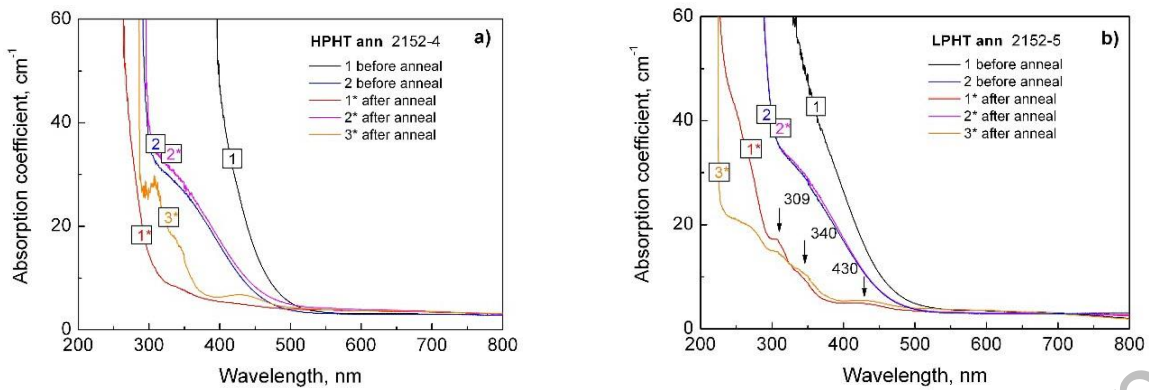 HPHT ann 2152-4 a)
1 before anneal
2 before anneal
1* after anneal
2* after anneal
3* after anneal
Absorption coefficient, cm-1
60
40
20
0
1
2
2*
3*
1*
200 300 400 500 600 700 800
Wavelength, nm
LPHT ann 2152-5 b)
1 before anneal
2 before anneal
1* after anneal
2* after anneal
3* after anneal
Absorption coefficient, cm-1
60
40
20
0
1
2
2*
1*
3*
309
340
430
200 300 400 500 600 700 800
Wavelength, nm